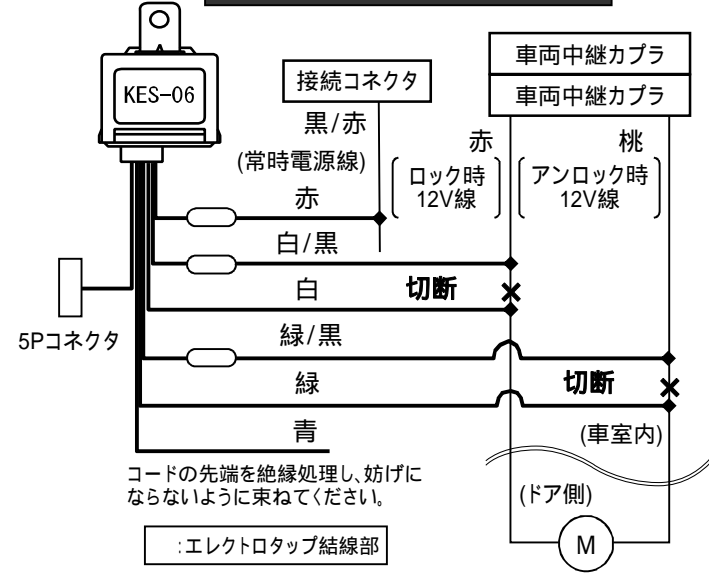 車両中継カプラ
車両中継カプラ
接続コネクタ
KES-06
黒/赤
(常時電源線)
赤
ロック時
12V線
桃
アンロック時
12V線
赤
白/黒
白
切断
5Pコネクタ
緑/黒
緑
切断
青
(車室内)
コードの先端を絶縁処理し、妨げに
ならないように束ねてください。
(ドア側)
:エレクトロタップ結線部
M